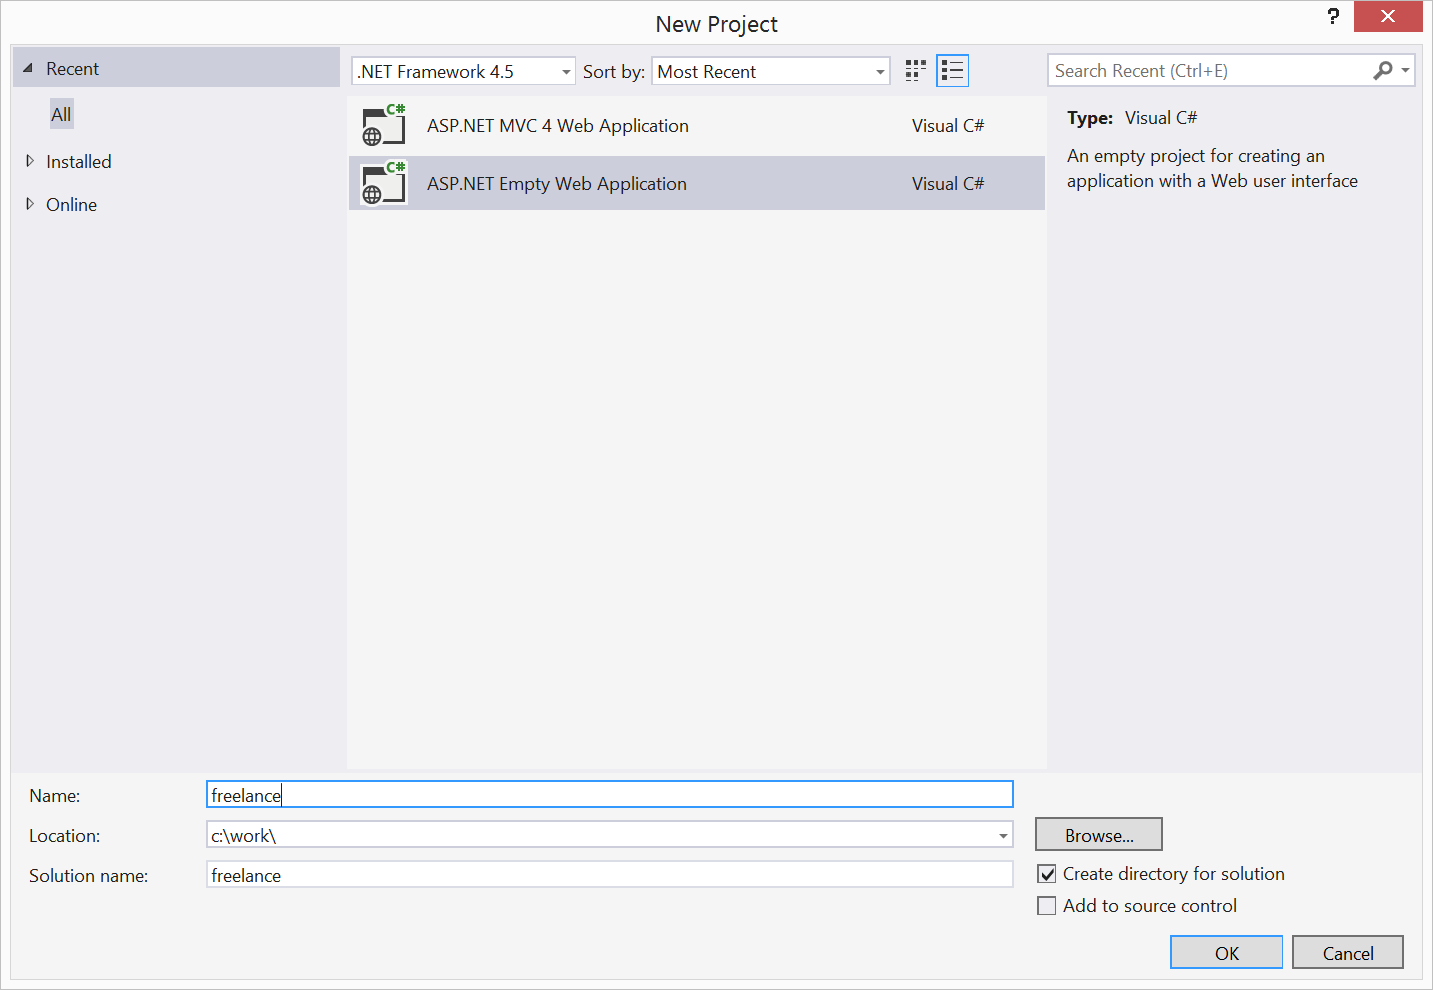 New Project
?
Recent
All
Installed
Online
.NET Framework 4.5
Sort by:
Most Recent
Search Recent (Ctrl+E)
C#
ASP.NET MVC 4 Web Application
Visual C#
C#
ASP.NET Empty Web Application
Visual C#
Type: Visual C#
An empty project for creating an
application with a Web user interface
Name:
freelance
Location:
c:\work\
Browse...
Solution name:
freelance
Create directory for solution
Add to source control
OK
Cancel